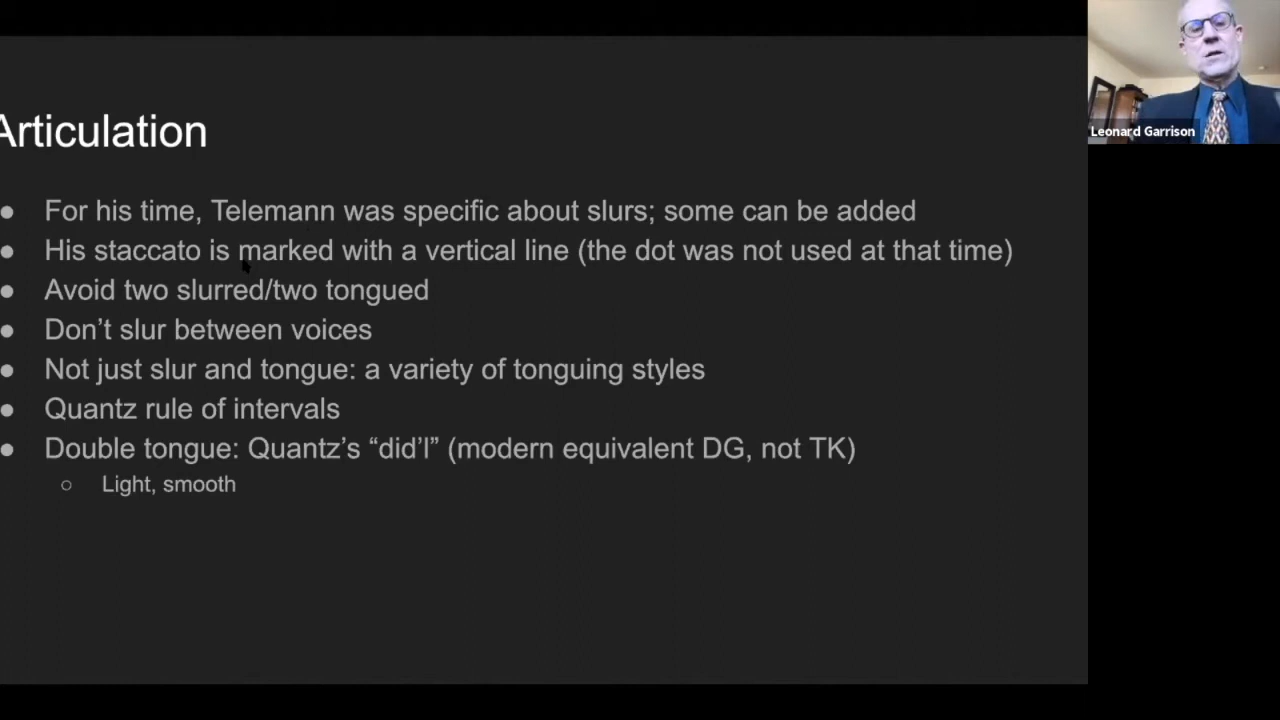 Articulation
● For his time, Telemann was specific about slurs; some can be added
● His staccato is marked with a vertical line (the dot was not used at that time)
● Avoid two slurred/two tongued
● Don’t slur between voices
● Not just slur and tongue: a variety of tonguing styles
● Quantz rule of intervals
● Double tongue: Quantz’s “did’l” (modern equivalent DG, not TK)
○ Light, smooth
Leonard Garrison